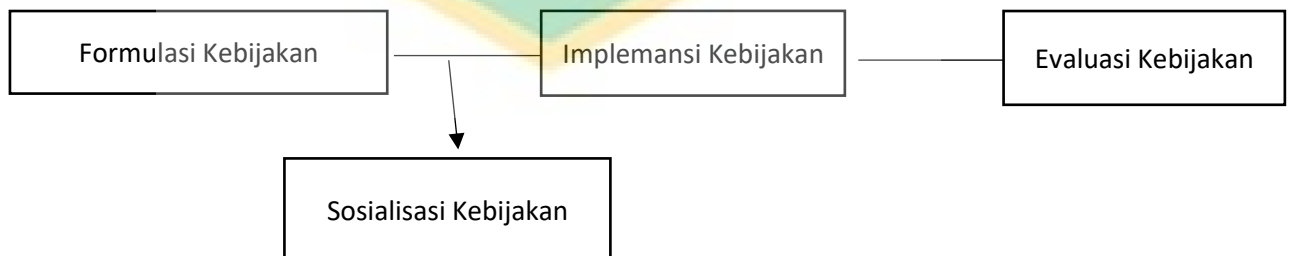 Formulasi Kebijakan
Implemansi Kebijakan
Evaluasi Kebijakan
Sosialisasi Kebijakan